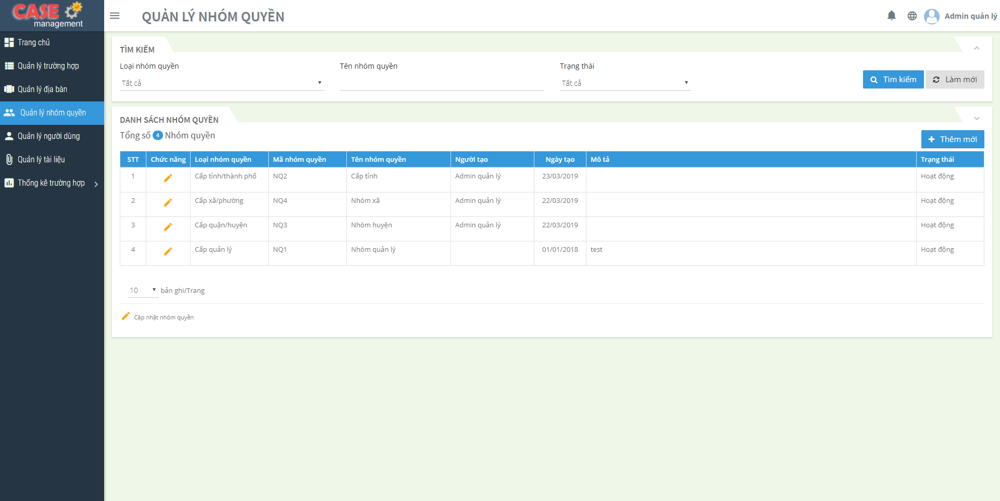 CASE
management
QUẢN LÝ NHÓM QUYỀN
Admin quản lý
Trang chủ
Quản lý trường hợp
Quản lý địa bàn
Quản lý nhóm quyền
Quản lý người dùng
Quản lý tài liệu
Thống kê trường hợp
TÌM KIẾM
Loại nhóm quyền Tên nhóm quyền Trạng thái
Tất cả Tất cả Tìm kiếm Làm mới
DANH SÁCH NHÓM QUYỀN
Tổng số 4 Nhóm quyền
Thêm mới
STT Chức năng Loại nhóm quyền Mã nhóm quyền Tên nhóm quyền Người tạo Ngày tạo Mô tả Trạng thái
1 Cấp tỉnh/thành phố NQ2 Cấp tỉnh Admin quản lý 23/03/2019 Hoạt động
2 Cấp xã/phường NQ4 Nhóm xã Admin quản lý 22/03/2019 Hoạt động
3 Cấp quận/huyện NQ3 Nhóm huyện Admin quản lý 22/03/2019 Hoạt động
4 Cấp quản lý NQ1 Nhóm quản lý 01/01/2018 test Hoạt động
10 bản ghi/Trang
Cập nhật nhóm quyền